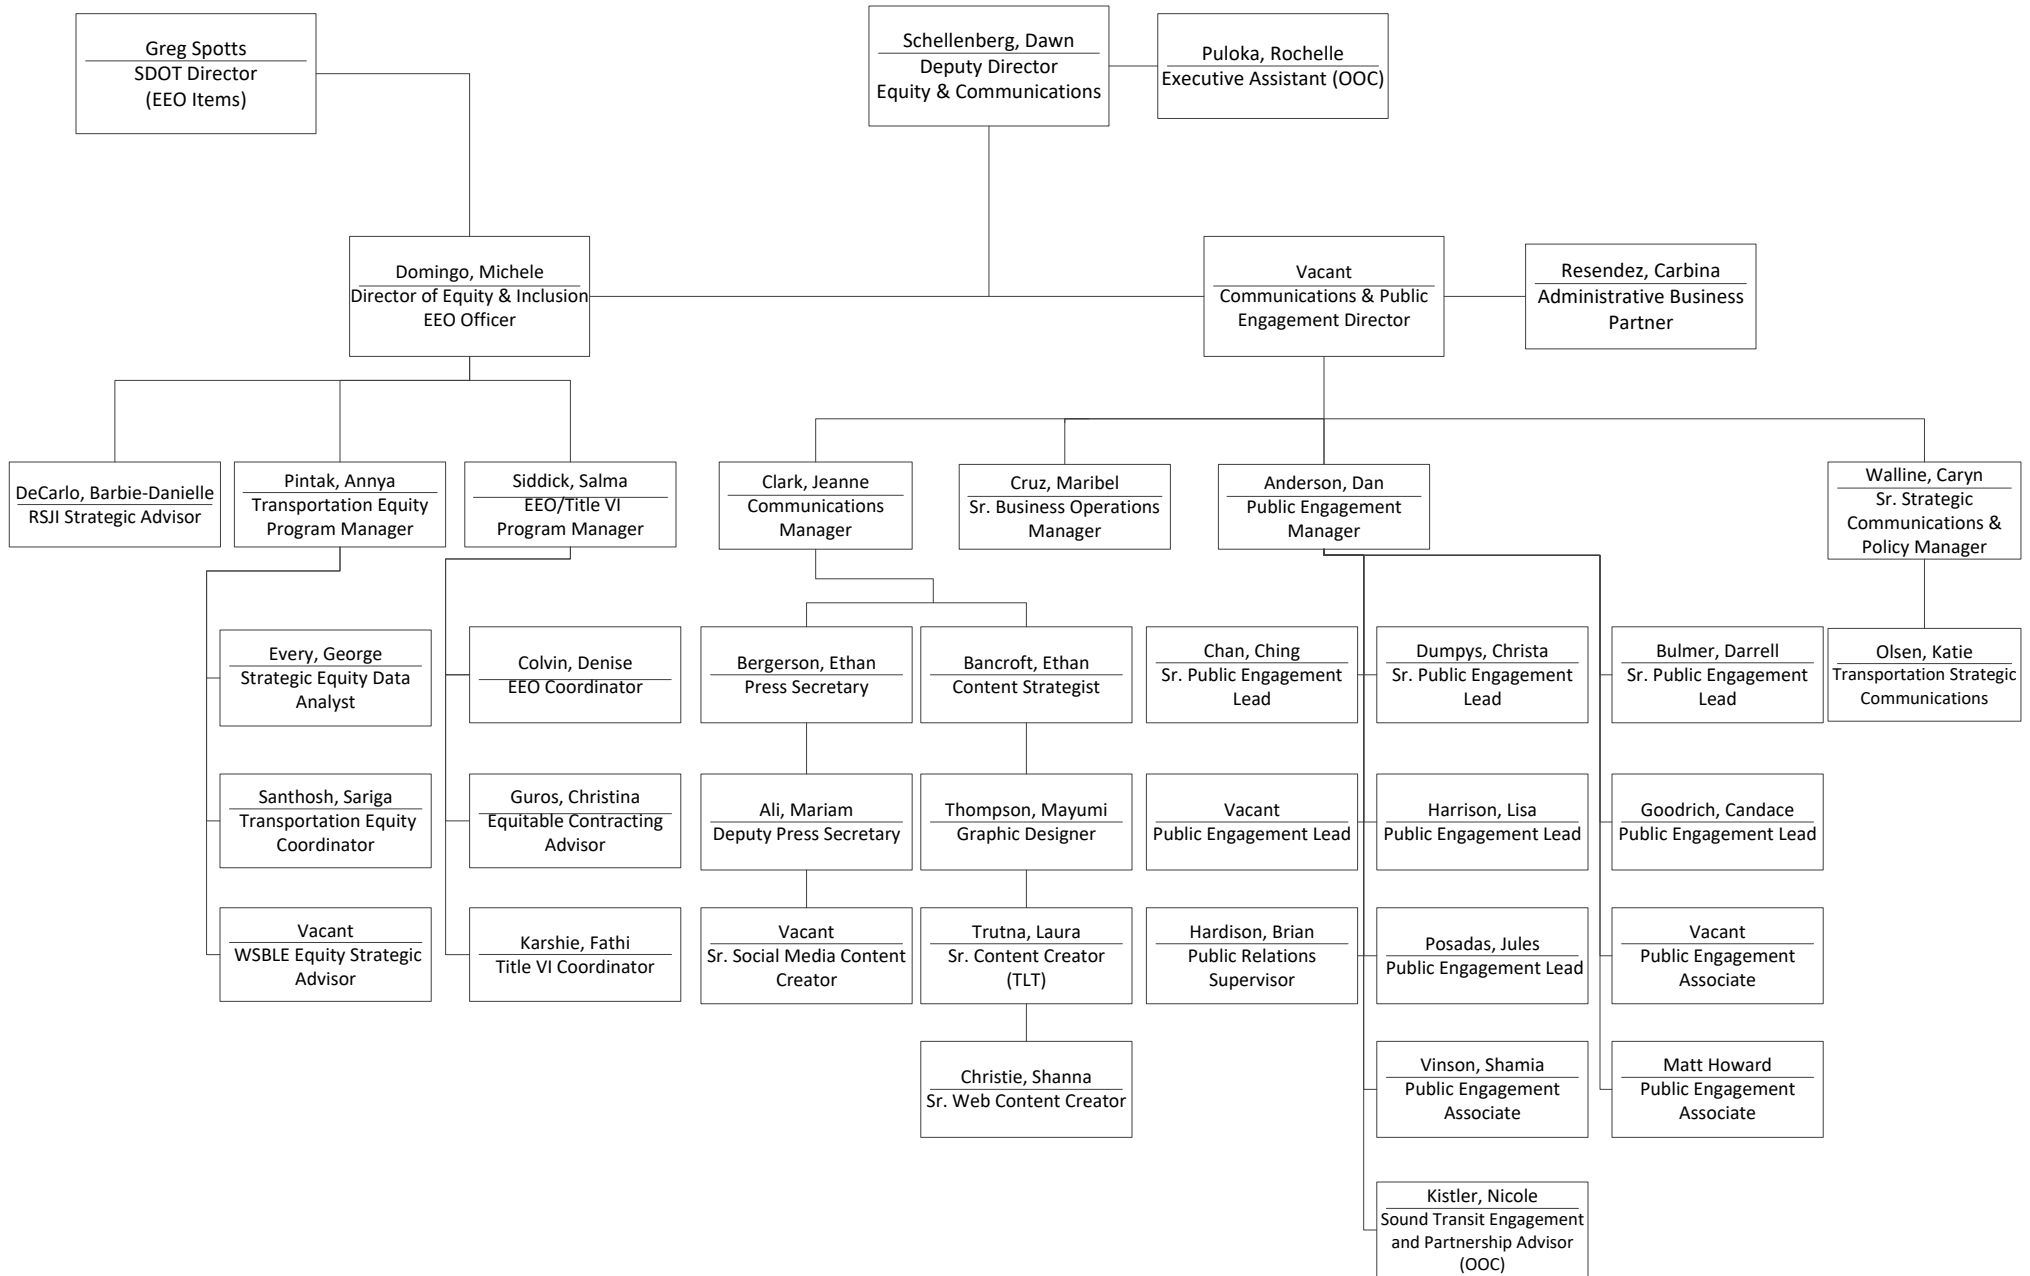 Greg Spotts
SDOT Director
(EEO Items)
Schellenberg, Dawn
Deputy Director
Equity & Communications
Puloka, Rochelle
Executive Assistant (OOC)
Domingo, Michele
Director of Equity & Inclusion
EEO Officer
Vacant
Communications & Public
Engagement Director
Resendez, Carbina
Administrative Business
Partner
DeCarlo, Barbie-Danielle
RSJI Strategic Advisor
Pintak, Annya
Transportation Equity
Program Manager
Siddick, Salma
EEO/Title VI
Program Manager
Clark, Jeanne
Communications
Manager
Cruz, Maribel
Sr. Business Operations
Manager
Anderson, Dan
Public Engagement
Manager
Walline, Caryn
Sr. Strategic
Communications &
Policy Manager
Every, George
Strategic Equity Data
Analyst
Colvin, Denise
EEO Coordinator
Bergerson, Ethan
Press Secretary
Bancroft, Ethan
Content Strategist
Chan, Ching
Sr. Public Engagement
Lead
Dumpys, Christa
Sr. Public Engagement
Lead
Bulmer, Darrell
Sr. Public Engagement
Lead
Olsen, Katie
Transportation Strategic
Communications
Santhosh, Sariga
Transportation Equity
Coordinator
Guros, Christina
Equitable Contracting
Advisor
Ali, Mariam
Deputy Press Secretary
Thompson, Mayumi
Graphic Designer
Vacant
Public Engagement Lead
Harrison, Lisa
Public Engagement Lead
Goodrich, Candace
Public Engagement Lead
Vacant
WSBLE Equity Strategic
Advisor
Karshie, Fathi
Title VI Coordinator
Vacant
Sr. Social Media Content
Creator
Trutna, Laura
Sr. Content Creator
(TLT)
Hardison, Brian
Public Relations
Supervisor
Posadas, Jules
Public Engagement Lead
Vacant
Public Engagement
Associate
Christie, Shanna
Sr. Web Content Creator
Vinson, Shamia
Public Engagement
Associate
Matt Howard
Public Engagement
Associate
Kistler, Nicole
Sound Transit Engagement
and Partnership Advisor
(OOC)